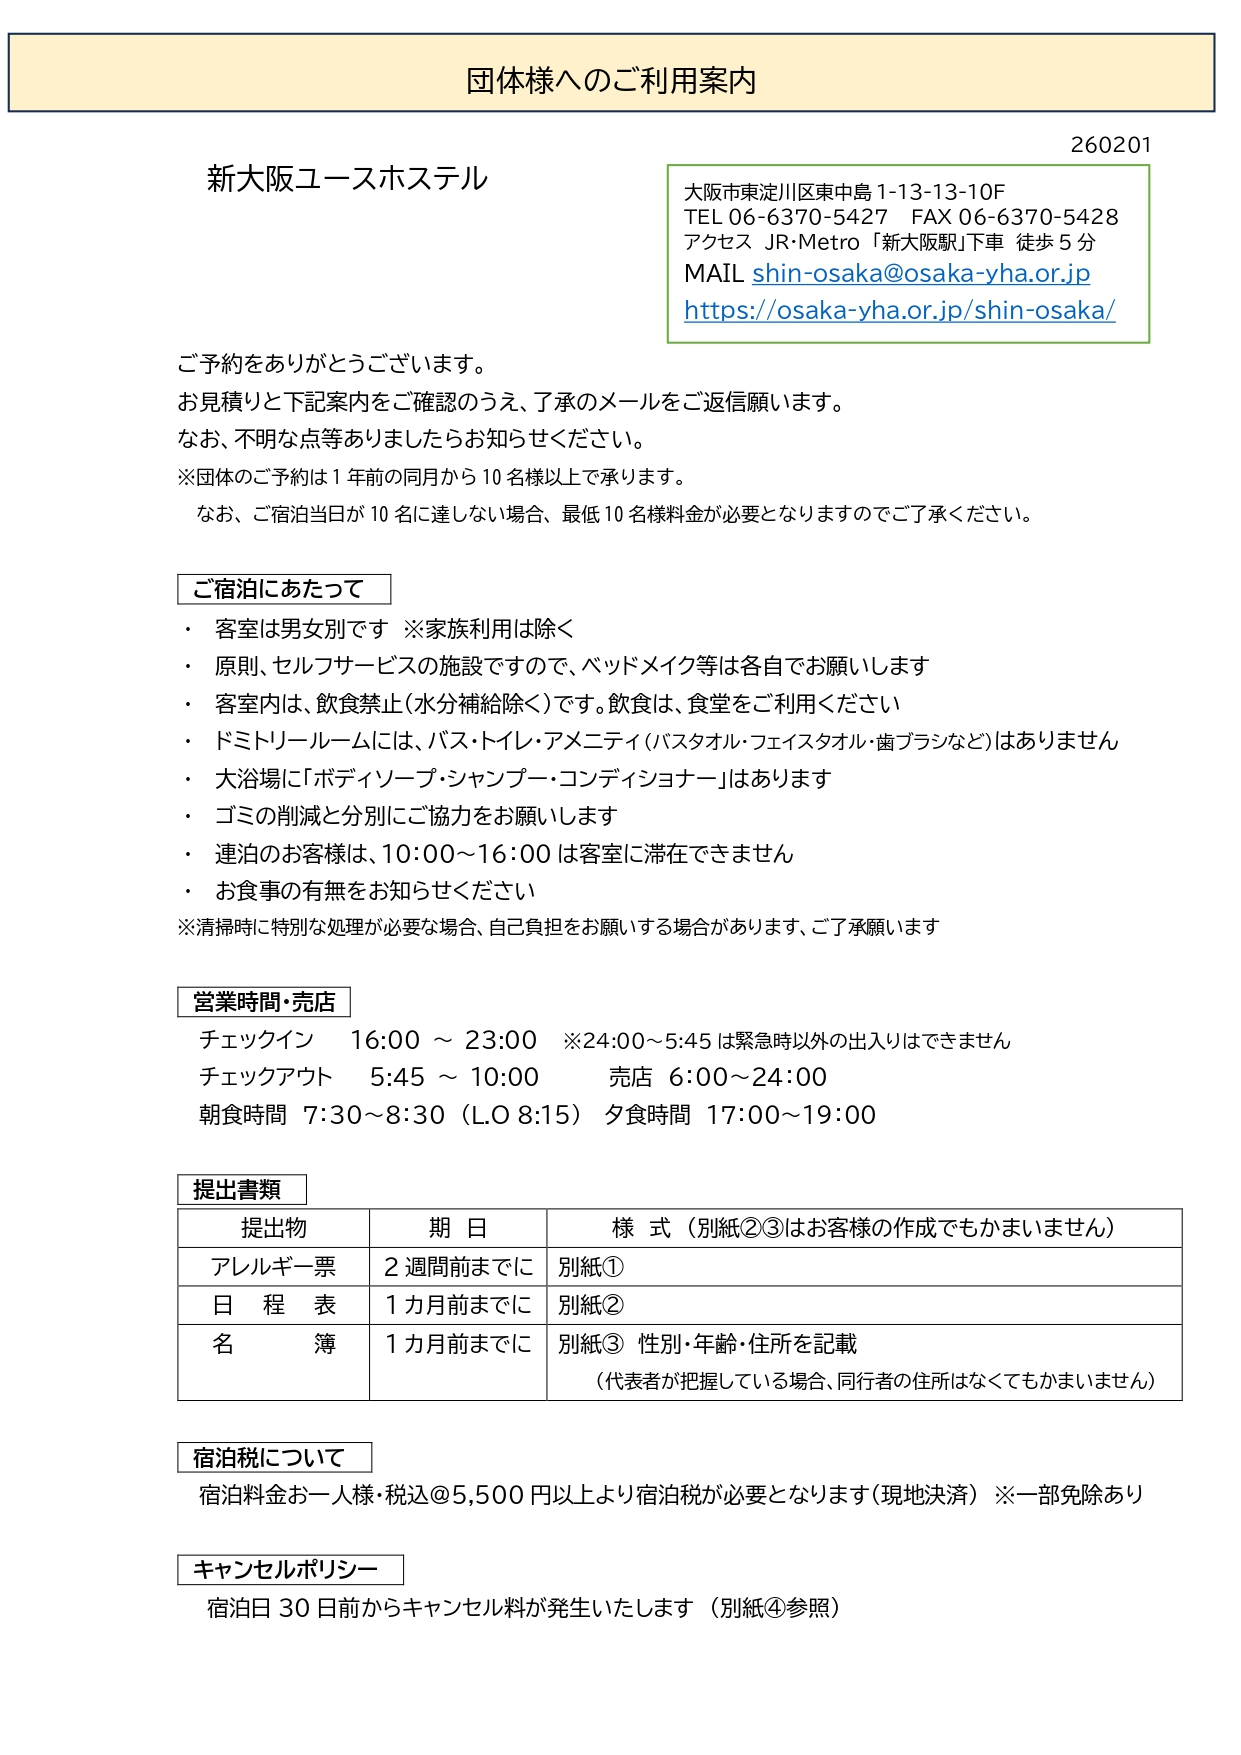 団体様へのご利用案内
260201
新大阪ユースホステル
大阪市東淀川区東中島 1-13-13-10F
TEL 06-6370-5427　FAX 06-6370-5428
アクセス JR・Metro「新大阪駅」下車 徒歩 5 分
MAIL shin-osaka@osaka-yha.or.jp
https://osaka-yha.or.jp/shin-osaka/
ご予約をありがとうございます。
お見積りと下記案内をご確認のうえ、了承のメールをご返信願います。
なお、不明な点等ありましたらお知らせください。
※団体のご予約は 1 年前の同月から 10 名様以上で承ります。
なお、ご宿泊当日が 10 名に達しない場合、最低 10 名様料金が必要となりますのでご了承ください。
ご宿泊にあたって
・ 客室は男女別です ※家族利用は除く
・ 原則、セルフサービスの施設ですので、ベッドメイク等は各自でお願いします
・ 客室内は、飲食禁止（水分補給除く）です。飲食は、食堂をご利用ください
・ ドミトリールームには、バス・トイレ・アメニティ（バスタオル・フェイスタオル・歯ブラシなど）はありません
・ 大浴場に「ボディソープ・シャンプー・コンディショナー」はあります
・ ゴミの削減と分別にご協力をお願いします
・ 連泊のお客様は、10：00～16：00 は客室に滞在できません
・ お食事の有無をお知らせください
※清掃時に特別な処理が必要な場合、自己負担をお願いする場合があります、ご了承願います
営業時間・売店
チェックイン　16:00 ～ 23:00　※24:00～5:45 は緊急時以外の出入りはできません
チェックアウト　5:45 ～ 10:00　　売店 6：00～24：00
朝食時間 7：30～8：30（L.O 8:15） 夕食時間 17：00～19：00
提出書類
提出物　期 日　様 式（別紙②③はお客様の作成でもかまいません）
アレルギー票　2 週間前までに　別紙①
日 程 表　1 カ月前までに　別紙②
名 簿　1 カ月前までに　別紙③ 性別・年齢・住所を記載
（代表者が把握している場合、同行者の住所はなくてもかまいません）
宿泊税について
宿泊料金お一人様・税込@5,500 円以上より宿泊税が必要となります（現地決済） ※一部免除あり
キャンセルポリシー
宿泊日 30 日前からキャンセル料が発生いたします（別紙④参照）